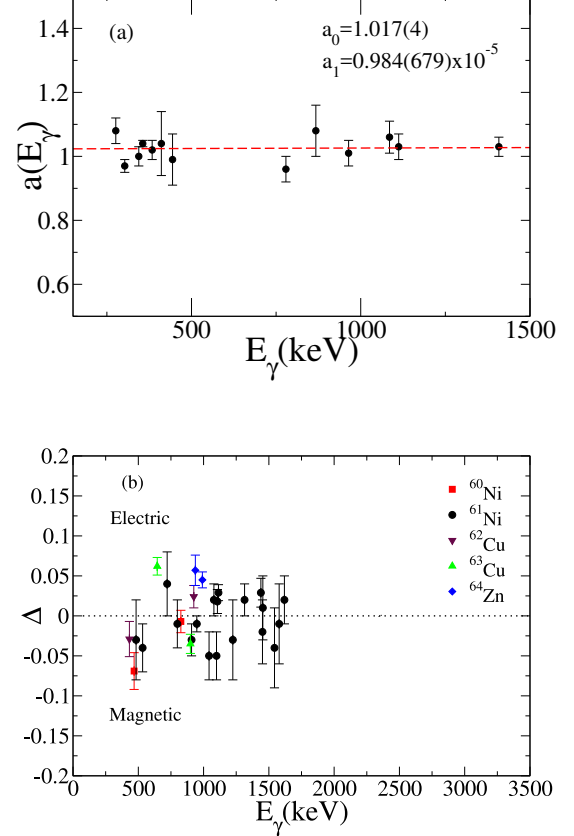 (a)
a₀=1.017(4)
a₁=0.984(679)x10⁻⁵
1.4
1.2
1
0.8
0.6
a(Eᵧ)
500 1000 1500
Eᵧ(keV)
(b)
Electric
Magnetic
⁶⁰Ni
⁶¹Ni
⁶²Cu
⁶³Cu
⁶⁴Zn
0.2
0.15
0.1
0.05
0
-0.05
-0.1
-0.15
-0.2
Δ
0 500 1000 1500 2000 2500 3000 3500
Eᵧ(keV)